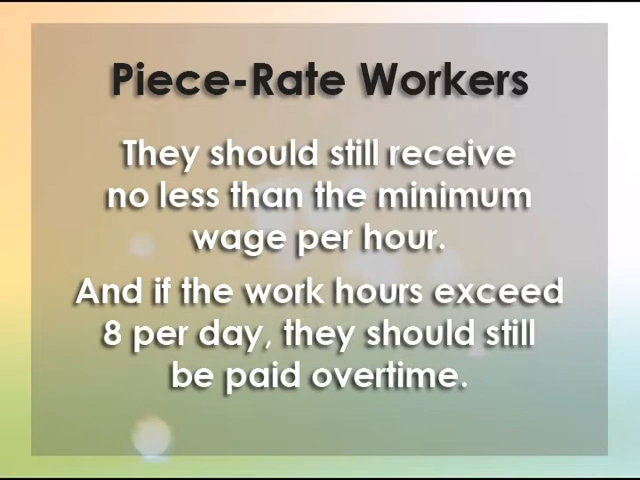 Piece-Rate Workers
They should still receive
no less than the minimum
wage per hour.
And if the work hours exceed
8 per day, they should still
be paid overtime.